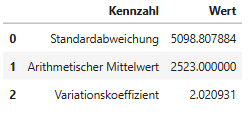 Kennzahl Wert
0 Standardabweichung 5098.807884
1 Arithmetischer Mittelwert 2523.000000
2 Variationskoeffizient 2.020931